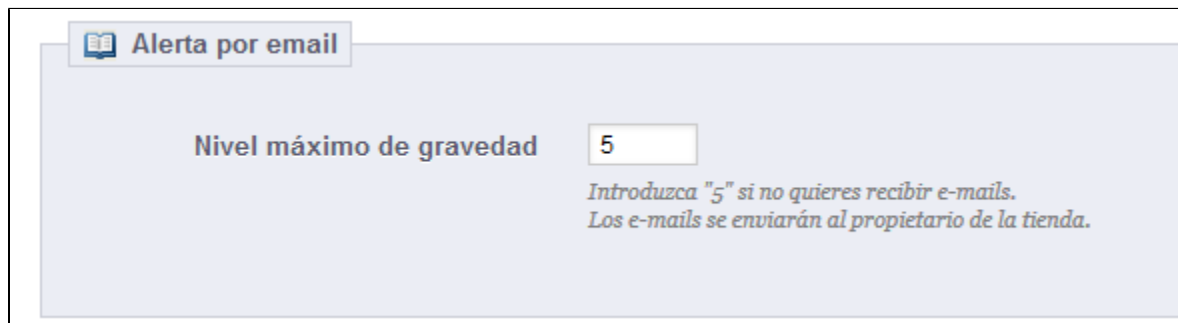 Alerta por email
Nivel máximo de gravedad 5
Introduzca "5" si no quieres recibir e-mails.
Los e-mails se enviarán al propietario de la tienda.